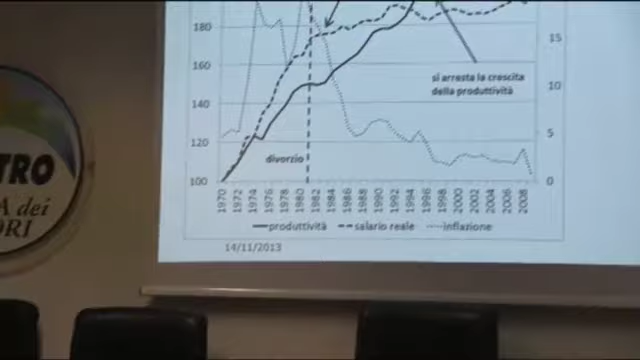 180
160
140
120
100
15
10
5
0
si arresta la crescita
della produttività
divorzio
1970 1972 1974 1976 1978 1980 1982 1984 1986 1988 1990 1992 1994 1996 1998 2000 2002 2004 2006 2008
produttività salario reale inflazione
14/11/2013
TRO
A dei
ORI